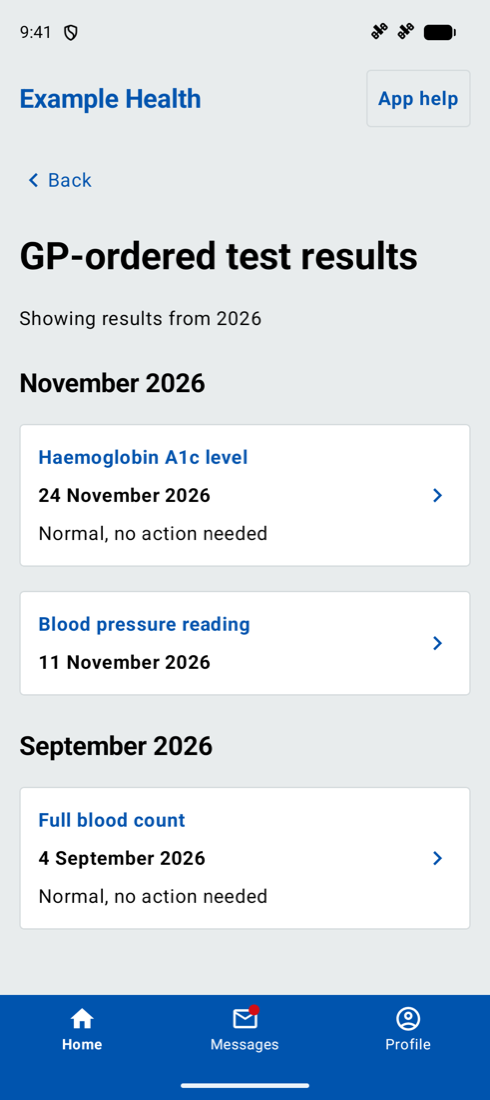 9:41
Example Health
App help
Back
GP-ordered test results
Showing results from 2026
November 2026
Haemoglobin A1c level
24 November 2026
Normal, no action needed
Blood pressure reading
11 November 2026
September 2026
Full blood count
4 September 2026
Normal, no action needed
Home
Messages
Profile